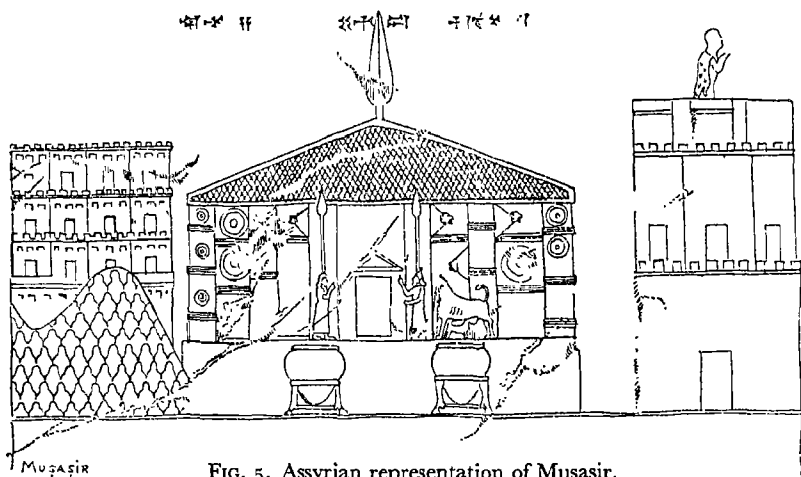 Muṣaṣir
FIG. 5. Assyrian representation of Musasir.